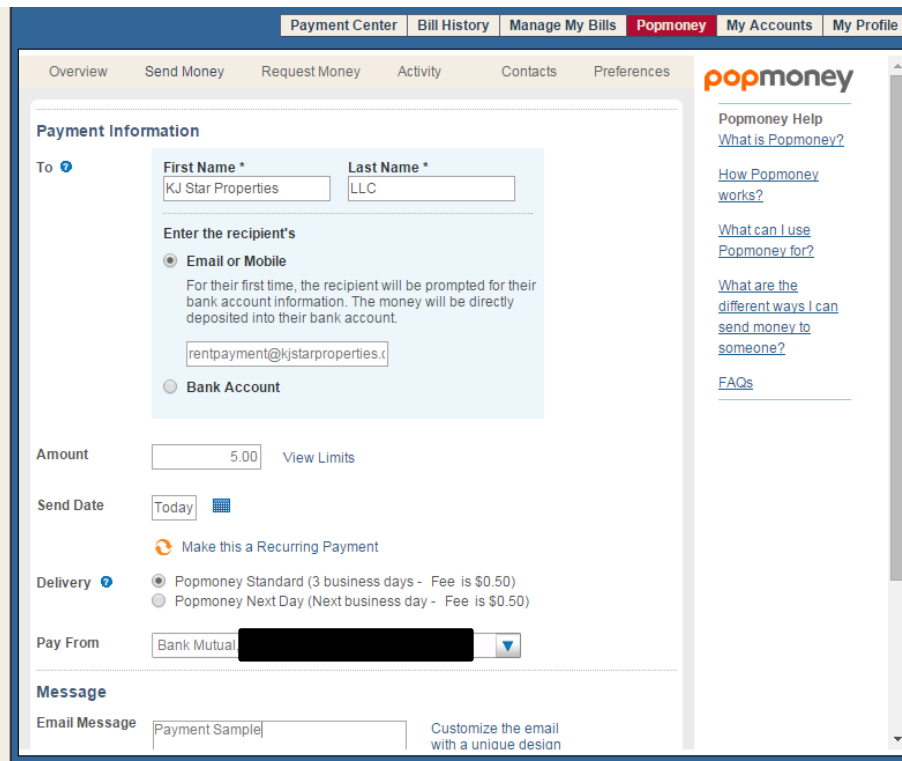 Payment Center Bill History Manage My Bills Popmoney My Accounts My Profile
Overview Send Money Request Money Activity Contacts Preferences
popmoney
Payment Information
To ?
First Name * Last Name *
KJ Star Properties LLC
Enter the recipient's
Email or Mobile
For their first time, the recipient will be prompted for their
bank account information. The money will be directly
deposited into their bank account.
rentpayment@kjstarproperties.c
Bank Account
Amount 5.00 View Limits
Send Date Today
Make this a Recurring Payment
Delivery ? Popmoney Standard (3 business days - Fee is $0.50)
Popmoney Next Day (Next business day - Fee is $0.50)
Pay From Bank Mutual,
Message
Email Message Payment Sample
Customize the email
with a unique design
Popmoney Help
What is Popmoney?
How Popmoney
works?
What can I use
Popmoney for?
What are the
different ways I can
send money to
someone?
FAQs